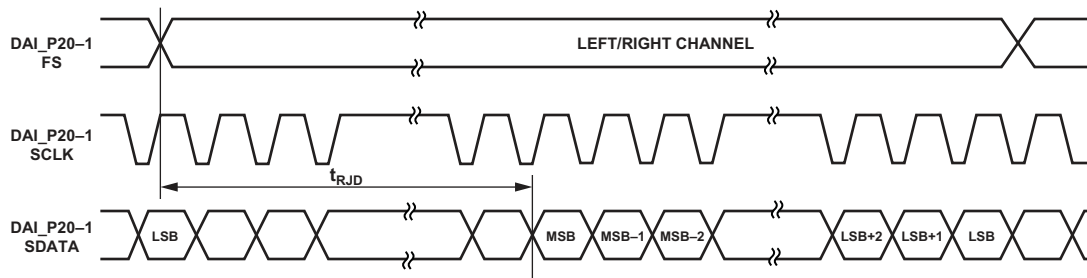 DAI_P20–1
FS
LEFT/RIGHT CHANNEL
DAI_P20–1
SCLK
tRJD
DAI_P20–1
SDATA
LSB
MSB
MSB–1
MSB–2
LSB+2
LSB+1
LSB